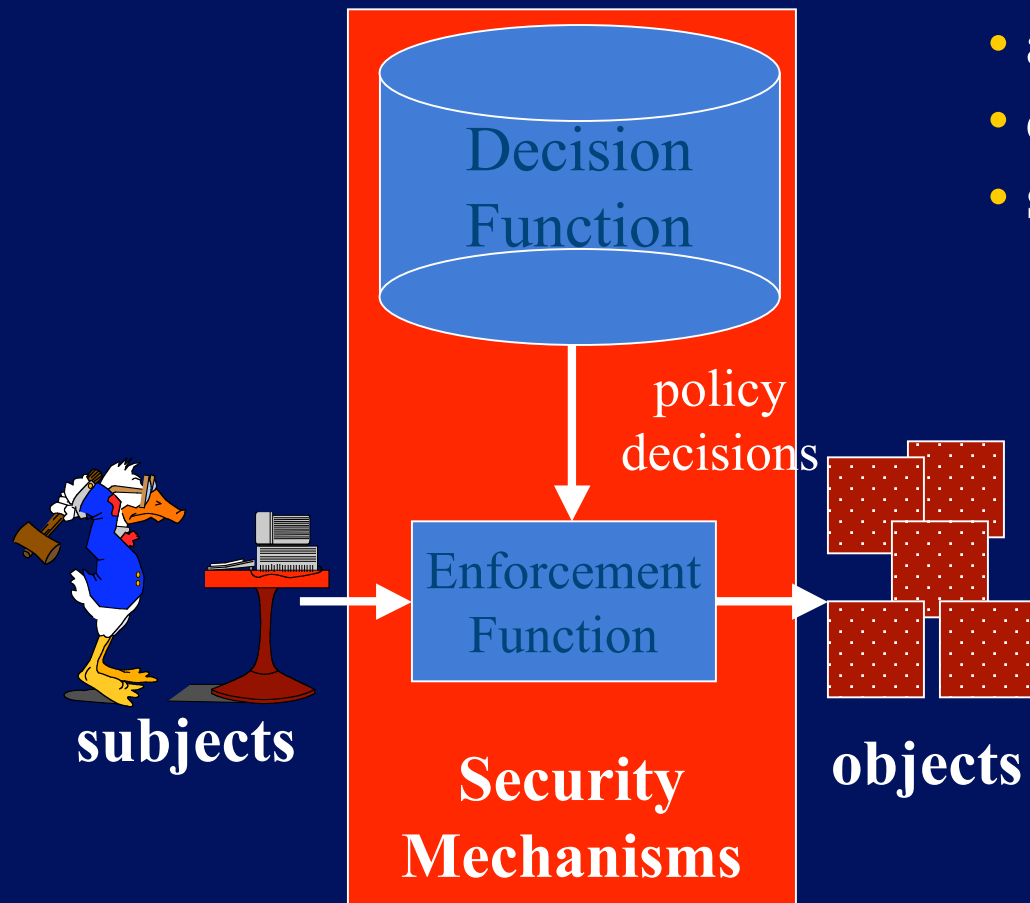 Decision
Function
policy
decisions
Enforcement
Function
subjects
Security
Mechanisms
objects